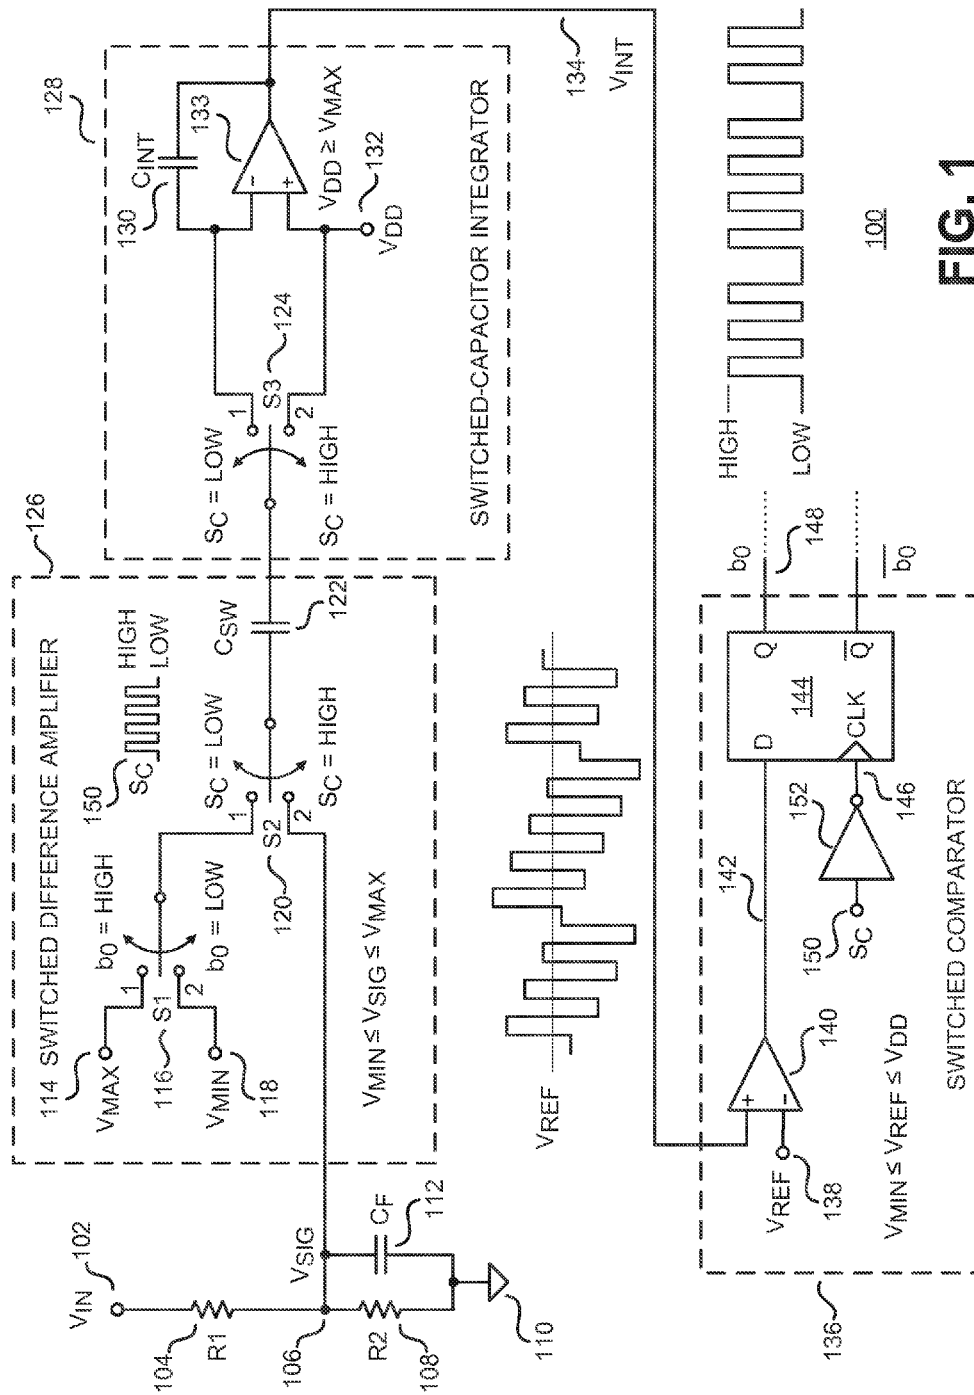 VIN
102
104
R1
106
VSIG
R2
108
CF
112
110
114 SWITCHED DIFFERENCE AMPLIFIER
126
VMAX
b0 = HIGH
1
S1
2
116
b0 = LOW
VMIN
118
150
SC
HIGH
LOW
SC = LOW
1
S2
2
120
SC = HIGH
CSW
122
VMIN ≤ VSIG ≤ VMAX
128
SC = LOW
1
S3
124
2
SC = HIGH
130
CINT
133
-
+
VDD ≥ VMAX
VDD
132
SWITCHED-CAPACITOR INTEGRATOR
134
VINT
VREF
136
VREF
138
+
-
140
142
VMIN ≤ VREF ≤ VDD
150
SC
152
146
D
144
CLK
Q
Q
b0
148
b0
SWITCHED COMPARATOR
HIGH
LOW
100
FIG. 1